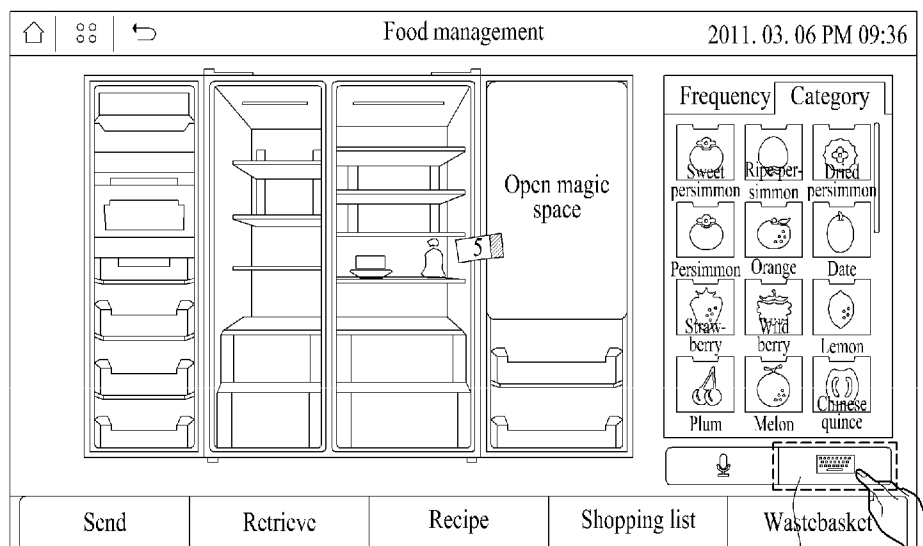 Food management
2011. 03. 06 PM 09:36
Frequency
Category
Sweet
persimmon
Ripe per-
simmon
Dried
persimmon
Open magic
space
5
Persimmon
Orange
Date
Straw-
berry
Wild
berry
Lemon
Plum
Melon
Chinese
quince
Send
Retrieve
Recipe
Shopping list
Wastebasket